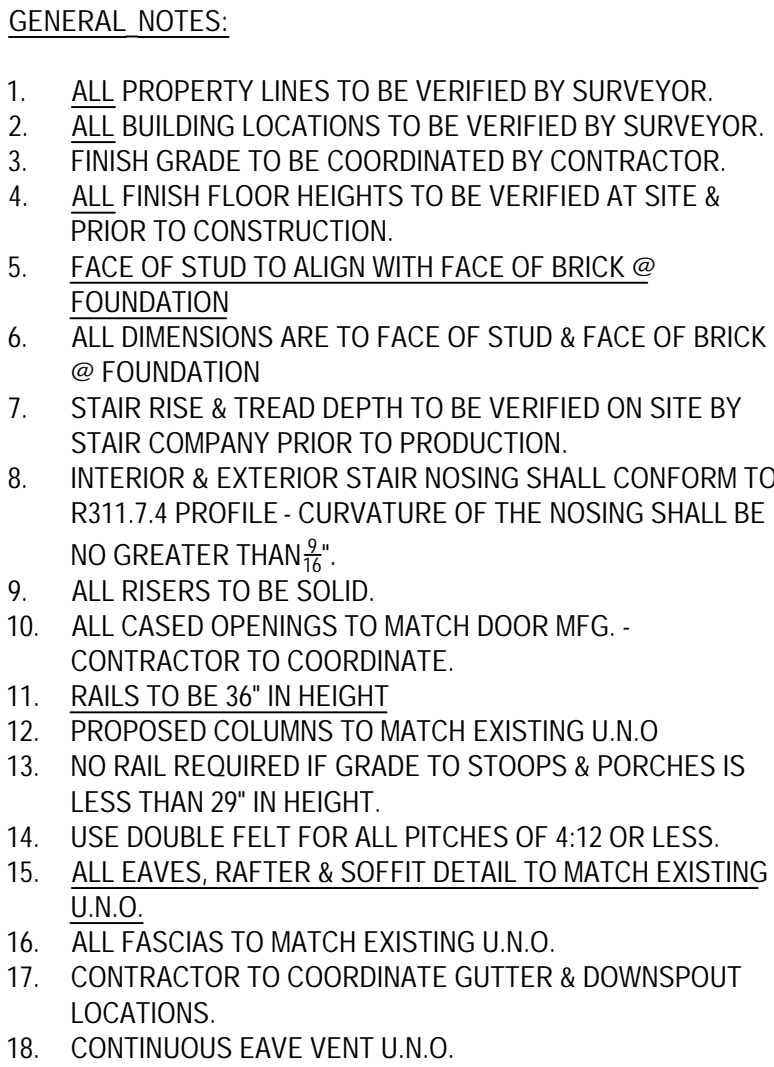 GENERAL NOTES:
1. ALL PROPERTY LINES TO BE VERIFIED BY SURVEYOR.
2. ALL BUILDING LOCATIONS TO BE VERIFIED BY SURVEYOR.
3. FINISH GRADE TO BE COORDINATED BY CONTRACTOR.
4. ALL FINISH FLOOR HEIGHTS TO BE VERIFIED AT SITE &
PRIOR TO CONSTRUCTION.
5. FACE OF STUD TO ALIGN WITH FACE OF BRICK @
FOUNDATION
6. ALL DIMENSIONS ARE TO FACE OF STUD & FACE OF BRICK
@ FOUNDATION
7. STAIR RISE & TREAD DEPTH TO BE VERIFIED ON SITE BY
STAIR COMPANY PRIOR TO PRODUCTION.
8. INTERIOR & EXTERIOR STAIR NOSING SHALL CONFORM TO
R311.7.4 PROFILE - CURVATURE OF THE NOSING SHALL BE
NO GREATER THAN 9/16".
9. ALL RISERS TO BE SOLID.
10. ALL CASED OPENINGS TO MATCH DOOR MFG. -
CONTRACTOR TO COORDINATE.
11. RAILS TO BE 36" IN HEIGHT
12. PROPOSED COLUMNS TO MATCH EXISTING U.N.O
13. NO RAIL REQUIRED IF GRADE TO STOOPS & PORCHES IS
LESS THAN 29" IN HEIGHT.
14. USE DOUBLE FELT FOR ALL PITCHES OF 4:12 OR LESS.
15. ALL EAVES, RAFTER & SOFFIT DETAIL TO MATCH EXISTING
U.N.O.
16. ALL FASCIAS TO MATCH EXISTING U.N.O.
17. CONTRACTOR TO COORDINATE GUTTER & DOWNSPOUT
LOCATIONS.
18. CONTINUOUS EAVE VENT U.N.O.